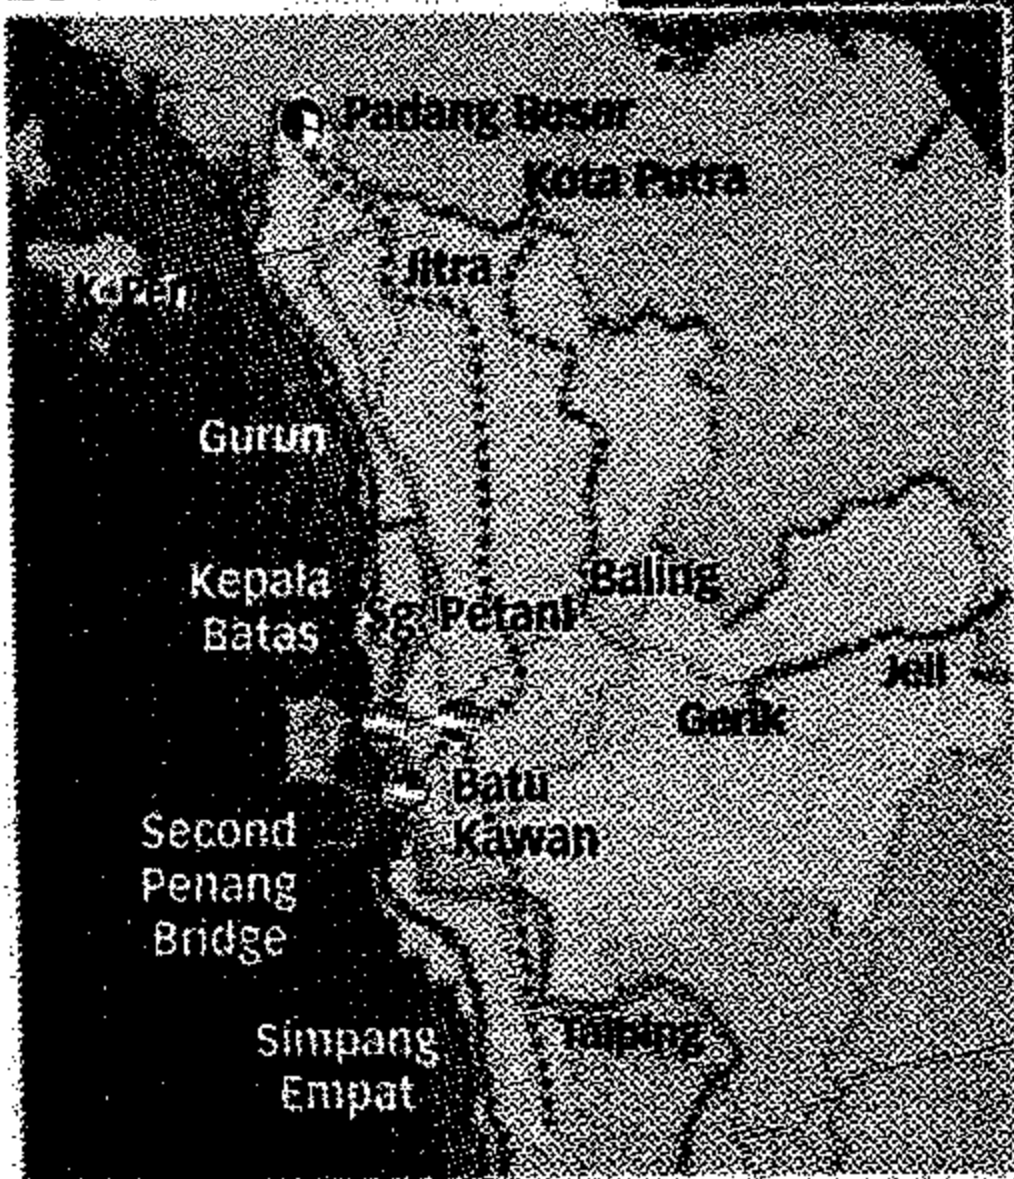 Padang Besar
Kota Putra
Jitra
Gurun
Kepala
Batas
Baling
Sg. Petani
Jeli
Gerik
Batu
Kawan
Second
Penang
Bridge
Simpang
Empat
Taiping